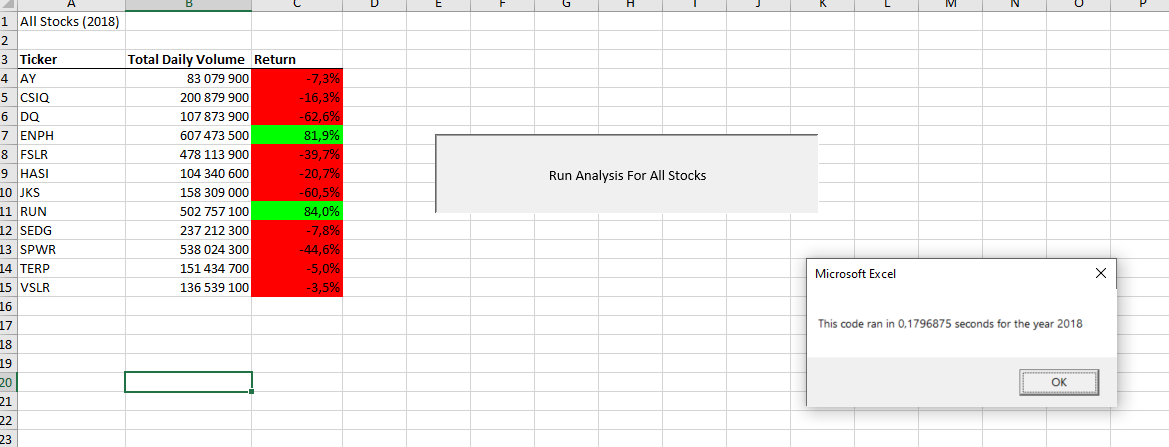 A B C D E F G H I J K L M N O P
1 All Stocks (2018)
2
3 Ticker Total Daily Volume Return
4 AY 83 079 900 -7,3%
5 CSIQ 200 879 900 -16,3%
6 DQ 107 873 900 -62,6%
7 ENPH 607 473 500 81,9%
8 FSLR 478 113 900 -39,7%
9 HASI 104 340 600 -20,7%
10 JKS 158 309 000 -60,5%
11 RUN 502 757 100 84,0%
12 SEDG 237 212 300 -7,8%
13 SPWR 538 024 300 -44,6%
14 TERP 151 434 700 -5,0%
15 VSLR 136 539 100 -3,5%
16
17
18
19
20
21
22
23
Run Analysis For All Stocks
Microsoft Excel
This code ran in 0,1796875 seconds for the year 2018
OK